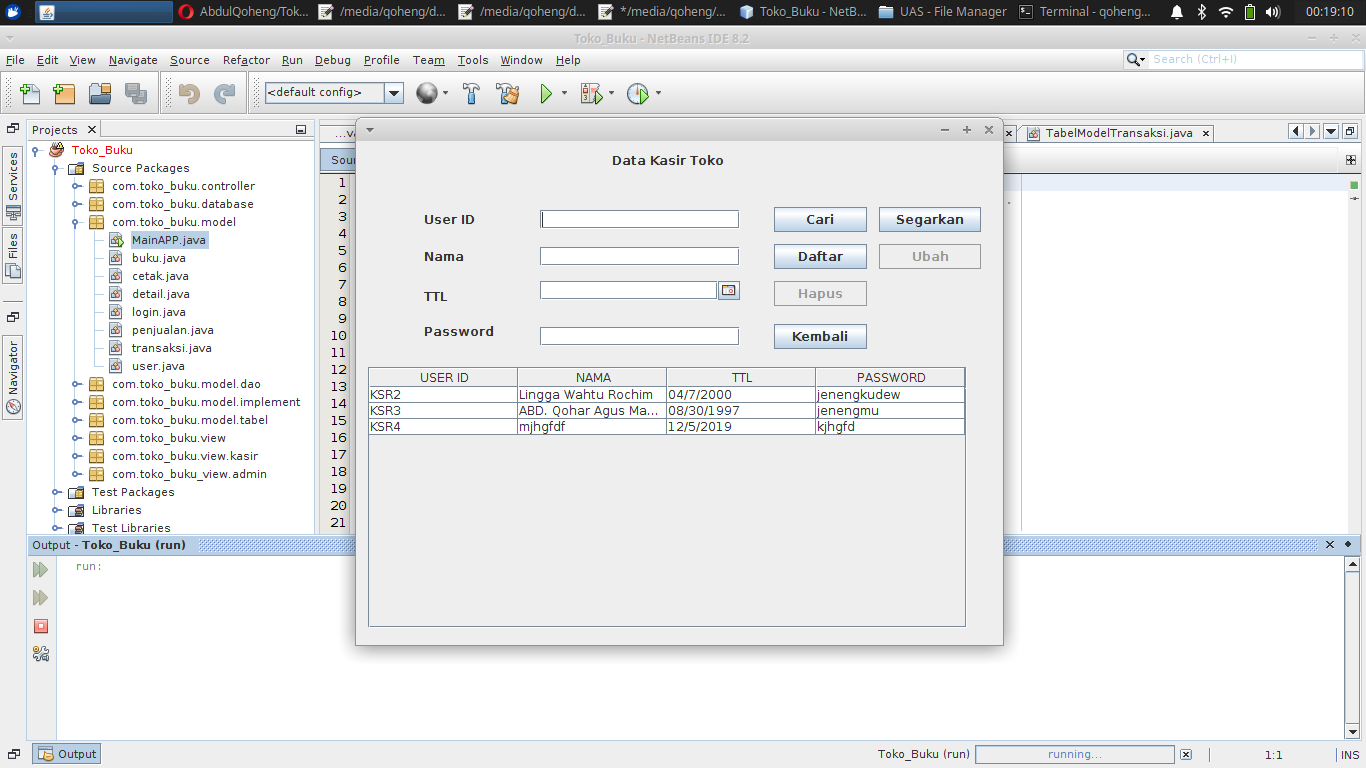 AbdulQoheng/Tok...
/media/qoheng/d...
/media/qoheng/d...
*/media/qoheng/...
Toko_Buku - NetB...
UAS - File Manager
Terminal - qoheng...
00:19:10
Toko_Buku - NetBeans IDE 8.2
File Edit View Navigate Source Refactor Run Debug Profile Team Tools Window Help
Search (Ctrl+I)
<default config>
Projects
...va
TabelModelTransaksi.java
Services
Files
Navigator
Toko_Buku
Source Packages
com.toko_buku.controller
com.toko_buku.database
com.toko_buku.model
MainAPP.java
buku.java
cetak.java
detail.java
login.java
penjualan.java
transaksi.java
user.java
com.toko_buku.model.dao
com.toko_buku.model.implement
com.toko_buku.model.tabel
com.toko_buku.view
com.toko_buku.view.kasir
com.toko_buku_view.admin
Test Packages
Libraries
Test Libraries
Sour
1
2
3
4
5
6
7
8
9
10
11
12
13
14
15
16
17
18
19
20
21
Data Kasir Toko
User ID
Cari Segarkan
Nama
Daftar Ubah
TTL
Hapus
Password
Kembali
USER ID NAMA TTL PASSWORD
KSR2 Lingga Wahtu Rochim 04/7/2000 jenengkudew
KSR3 ABD. Qohar Agus Ma... 08/30/1997 jenengmu
KSR4 mjhgfdf 12/5/2019 kjhgfd
Output - Toko_Buku (run)
run:
Output
Toko_Buku (run)
running...
1:1
INS